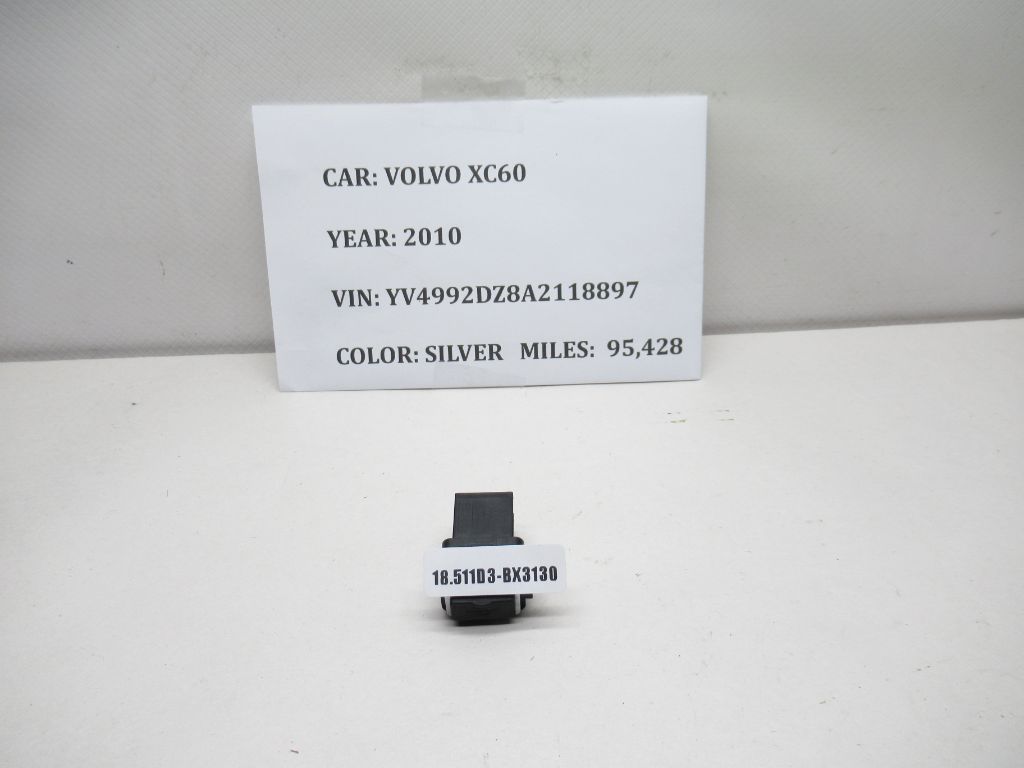 CAR: VOLVO XC60
YEAR: 2010
VIN: YV4992DZ8A2118897
COLOR: SILVER MILES: 95,428
18.511D3-BX3130